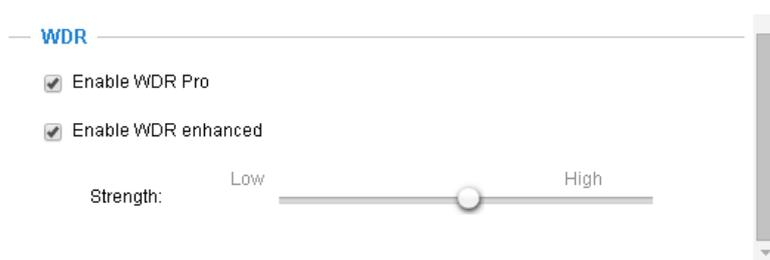 WDR
Enable WDR Pro
Enable WDR enhanced
Low High
Strength: